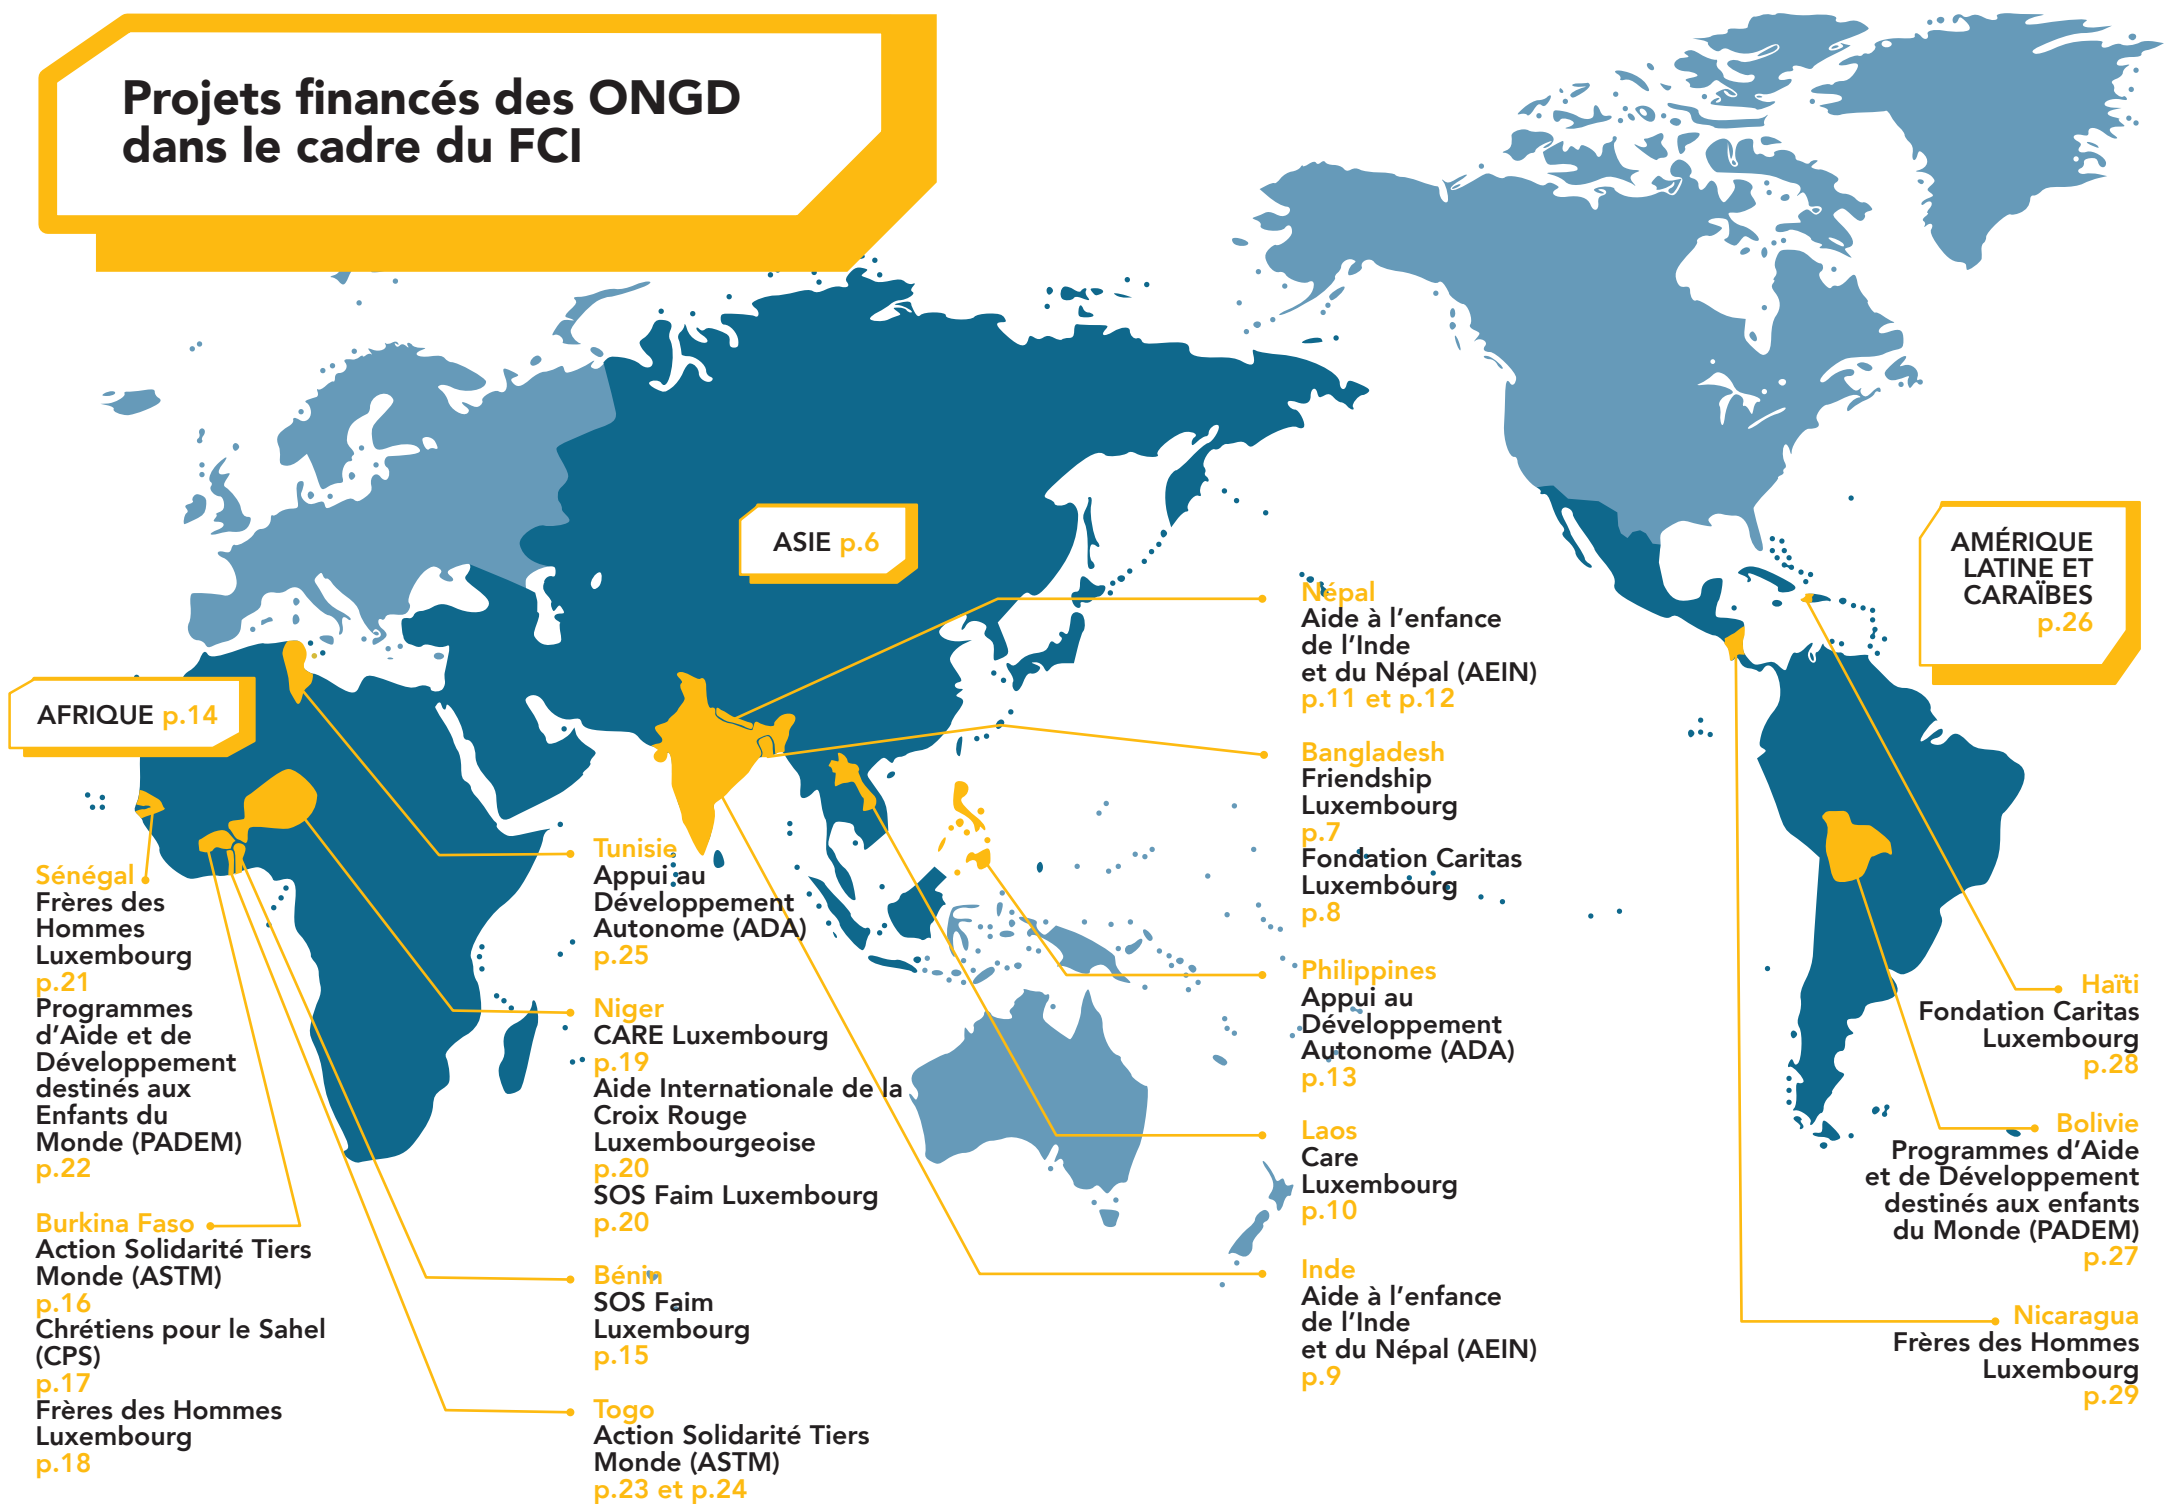 Projets financés des ONGD
dans le cadre du FCI
ASIE p.6
AMÉRIQUE
LATINE ET
CARAÏBES
p.26
AFRIQUE p.14
Sénégal
Frères des
Hommes
Luxembourg
p.21
Programmes
d'Aide et de
Développement
destinés aux
Enfants du
Monde (PADEM)
p.22
Burkina Faso
Action Solidarité Tiers
Monde (ASTM)
p.16
Chrétiens pour le Sahel
(CPS)
p.17
Frères des Hommes
Luxembourg
p.18
Tunisie
Appui au
Développement
Autonome (ADA)
p.25
Niger
CARE Luxembourg
p.19
Aide Internationale de la
Croix Rouge
Luxembourgeoise
p.20
SOS Faim Luxembourg
p.20
Bénin
SOS Faim
Luxembourg
p.15
Togo
Action Solidarité Tiers
Monde (ASTM)
p.23 et p.24
Népal
Aide à l'enfance
de l'Inde
et du Népal (AEIN)
p.11 et p.12
Bangladesh
Friendship
Luxembourg
p.7
Fondation Caritas
Luxembourg
p.8
Philippines
Appui au
Développement
Autonome (ADA)
p.13
Laos
Care
Luxembourg
p.10
Inde
Aide à l'enfance
de l'Inde
et du Népal (AEIN)
p.9
Haïti
Fondation Caritas
Luxembourg
p.28
Bolivie
Programmes d'Aide
et de Développement
destinés aux enfants
du Monde (PADEM)
p.27
Nicaragua
Frères des Hommes
Luxembourg
p.29